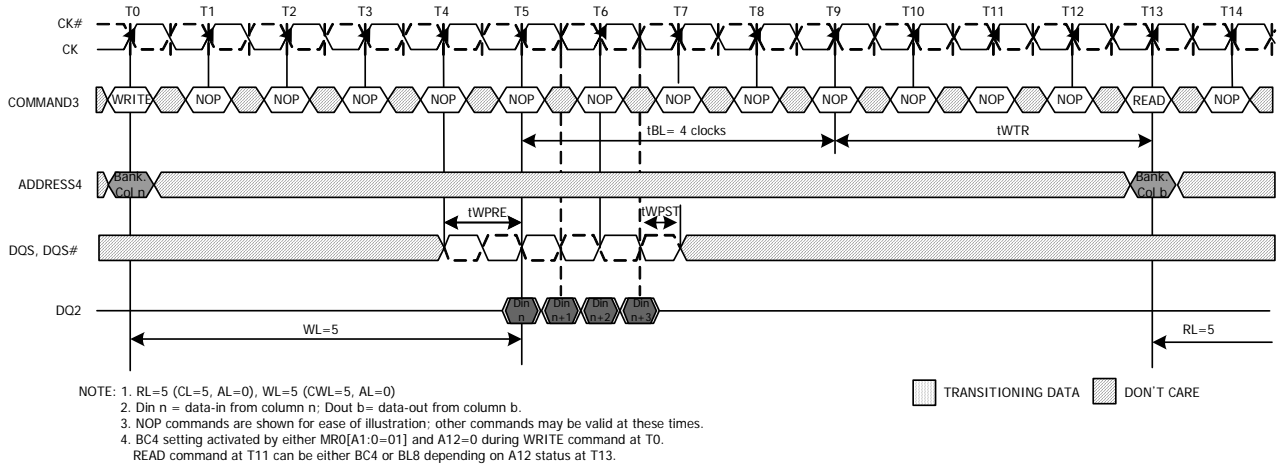 T0 T1 T2 T3 T4 T5 T6 T7 T8 T9 T10 T11 T12 T13 T14
CK#
CK
COMMAND3 WRITE NOP NOP NOP NOP NOP NOP NOP NOP NOP NOP NOP NOP READ NOP
tBL= 4 clocks tWTR
ADDRESS4 Bank. Bank.
Col n Col b
tWPRE tWPST
DQS, DQS#
DQ2 Din Din Din Din
n n+1 n+2 n+3
WL=5 RL=5
NOTE: 1. RL=5 (CL=5, AL=0), WL=5 (CWL=5, AL=0)
2. Din n = data-in from column n; Dout b= data-out from column b.
3. NOP commands are shown for ease of illustration; other commands may be valid at these times.
4. BC4 setting activated by either MR0[A1:0=01] and A12=0 during WRITE command at T0.
READ command at T11 can be either BC4 or BL8 depending on A12 status at T13.
TRANSITIONING DATA DON'T CARE